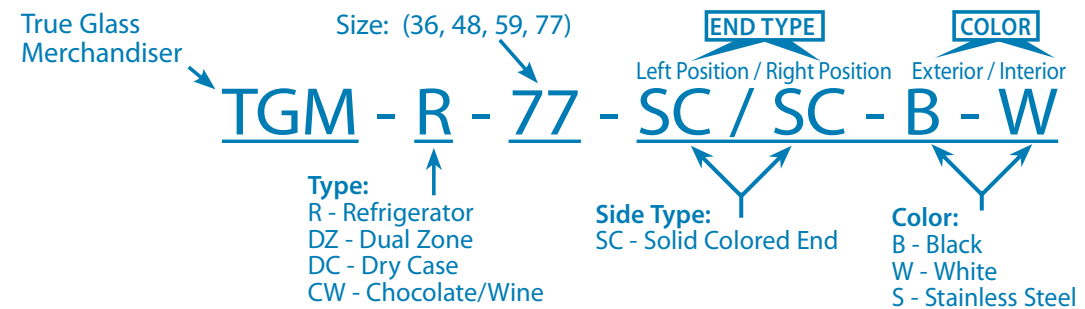 True Glass
Merchandiser
Size:  (36, 48, 59, 77)
END TYPE
COLOR
Left Position / Right Position
Exterior / Interior
TGM - R - 77 - SC / SC - B - W
Type:
R - Refrigerator
DZ - Dual Zone
DC - Dry Case
CW - Chocolate/Wine
Side Type:
SC - Solid Colored End
Color:
B - Black
W - White
S - Stainless Steel